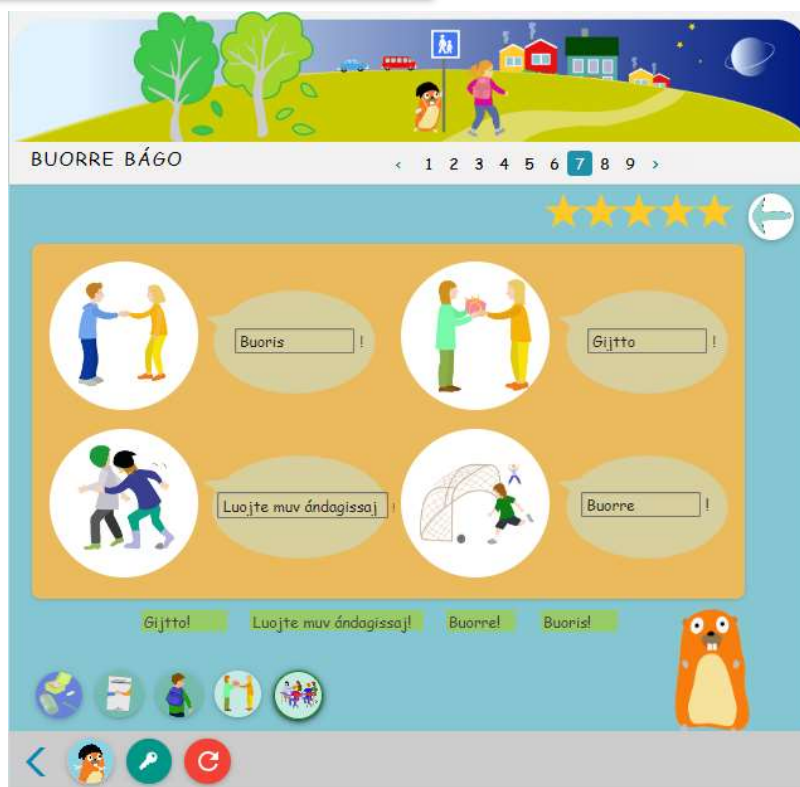 BUORRE BÁGO
‹ 1 2 3 4 5 6 7 8 9 ›
Buoris !
Gijtto !
Luojte muv ándagissaj !
Buorre !
Gijtto! Luojte muv ándagissaj! Buorre! Buoris!